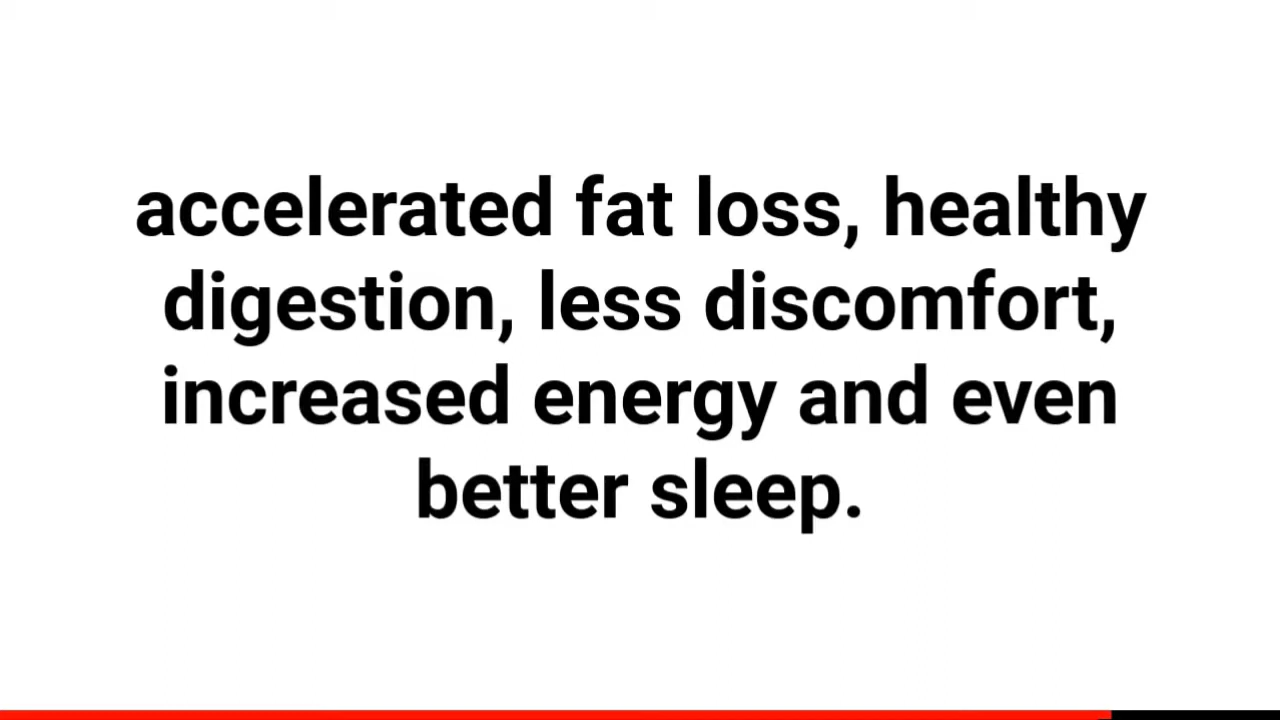 accelerated fat loss, healthy
digestion, less discomfort,
increased energy and even
better sleep.